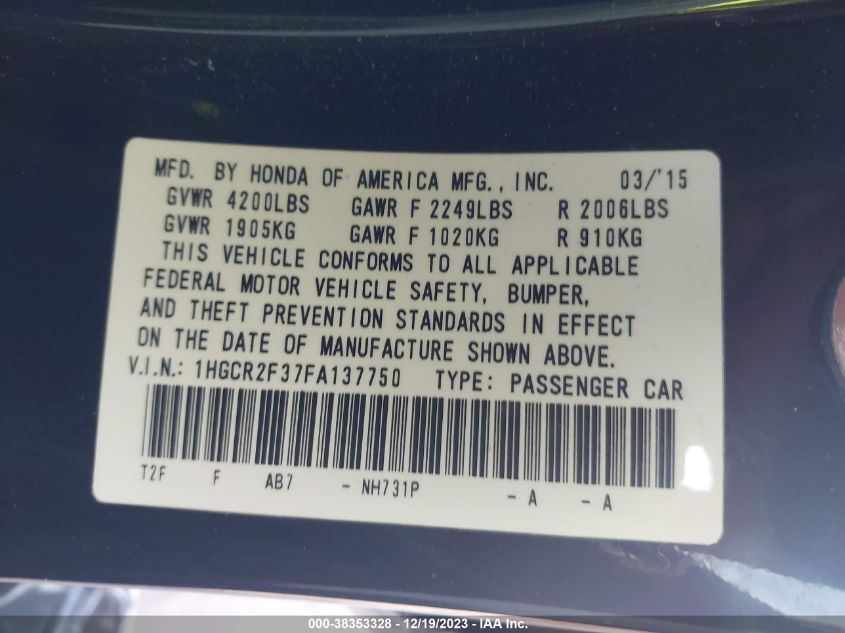 MFD. BY HONDA OF AMERICA MFG., INC. 03/'15
GVWR 4200LBS GAWR F 2249LBS R 2006LBS
GVWR 1905KG GAWR F 1020KG R 910KG
THIS VEHICLE CONFORMS TO ALL APPLICABLE
FEDERAL MOTOR VEHICLE SAFETY, BUMPER,
AND THEFT PREVENTION STANDARDS IN EFFECT
ON THE DATE OF MANUFACTURE SHOWN ABOVE.
V.I.N.: 1HGCR2F37FA137750 TYPE: PASSENGER CAR
T2F F AB7 - NH731P - A - A
000-38353328 - 12/19/2023 - IAA Inc.